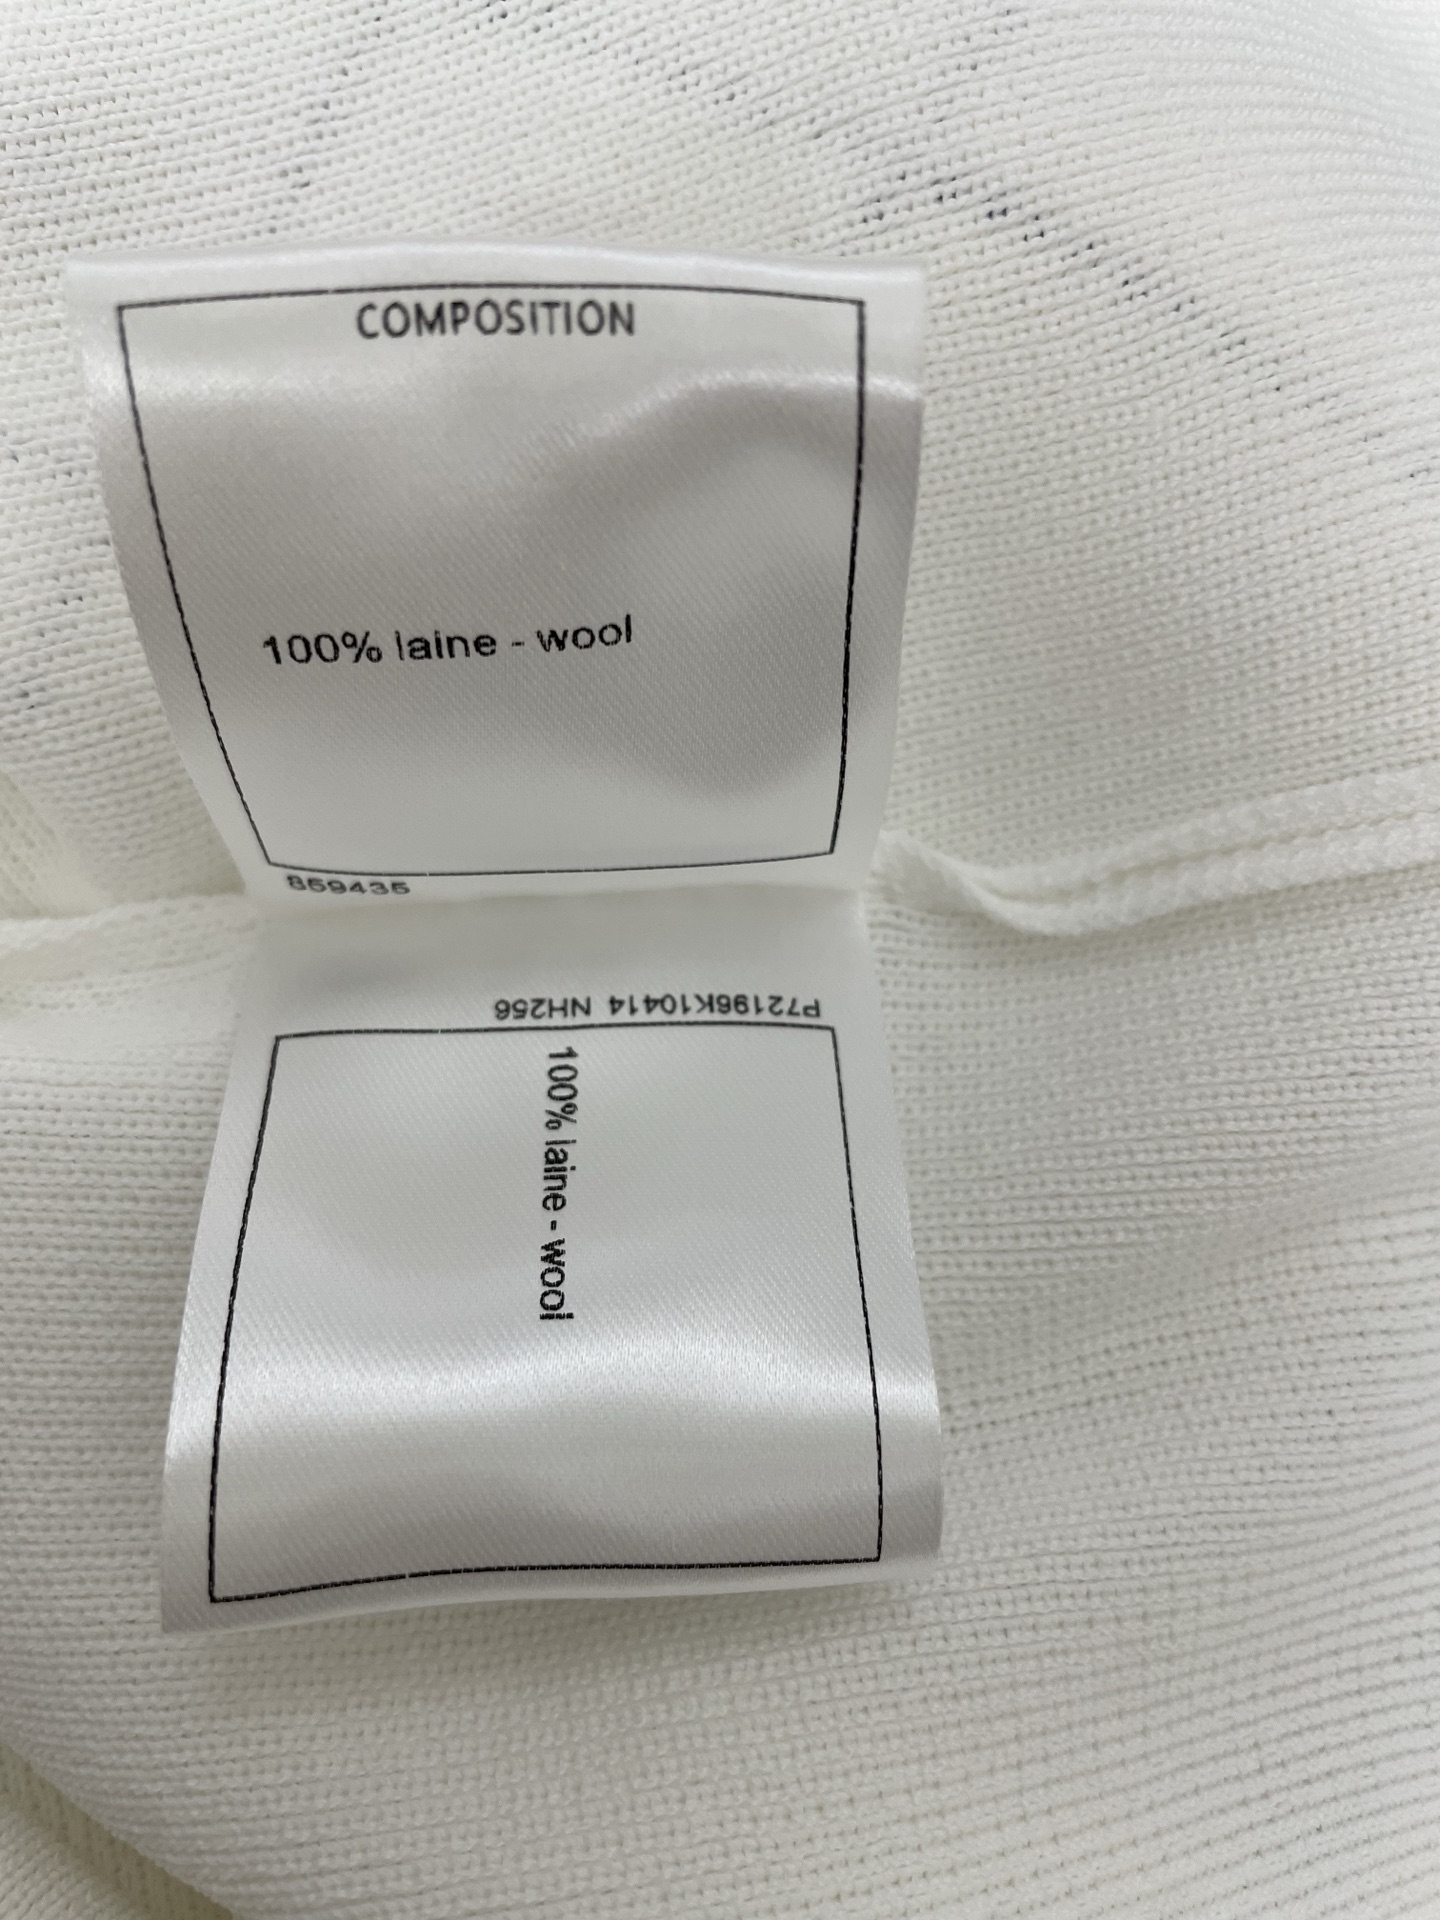 COMPOSITION
100% laine - wool
859435
P72196K10414 NH256
100% laine - wool